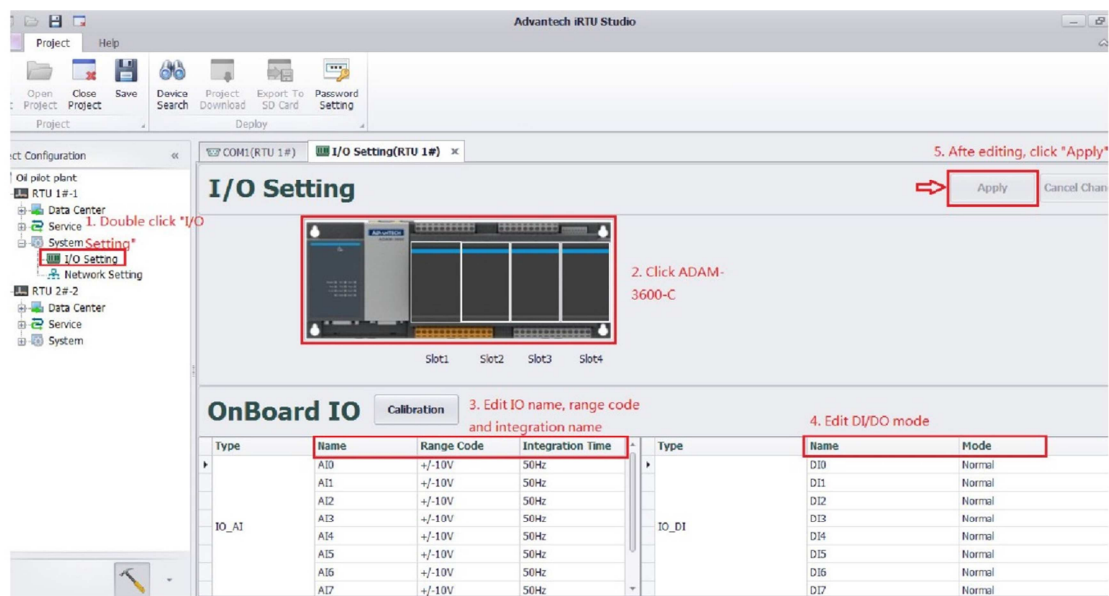 Advantech iRTU Studio
Project Help
Open Project
Close Project
Save
Device Search
Project Download
Export To SD Card
Password Setting
Project
Deploy
ect Configuration
COM1(RTU 1#)
I/O Setting(RTU 1#)
5. Afte editing, click "Apply"
Oil pilot plant
RTU 1#-1
Data Center
Service
System
I/O Setting
Network Setting
RTU 2#-2
Data Center
Service
System
1. Double click "I/O
Setting"
I/O Setting
Apply
Cancel Chan
2. Click ADAM-
3600-C
Slot1 Slot2 Slot3 Slot4
OnBoard IO
Calibration
3. Edit IO name, range code
and integration name
4. Edit DI/DO mode
Type Name Range Code Integration Time Type Name Mode
AI0 +/-10V 50Hz DI0 Normal
AI1 +/-10V 50Hz DI1 Normal
AI2 +/-10V 50Hz DI2 Normal
IO_AI AI3 +/-10V 50Hz IO_DI DI3 Normal
AI4 +/-10V 50Hz DI4 Normal
AI5 +/-10V 50Hz DI5 Normal
AI6 +/-10V 50Hz DI6 Normal
AI7 +/-10V 50Hz DI7 Normal